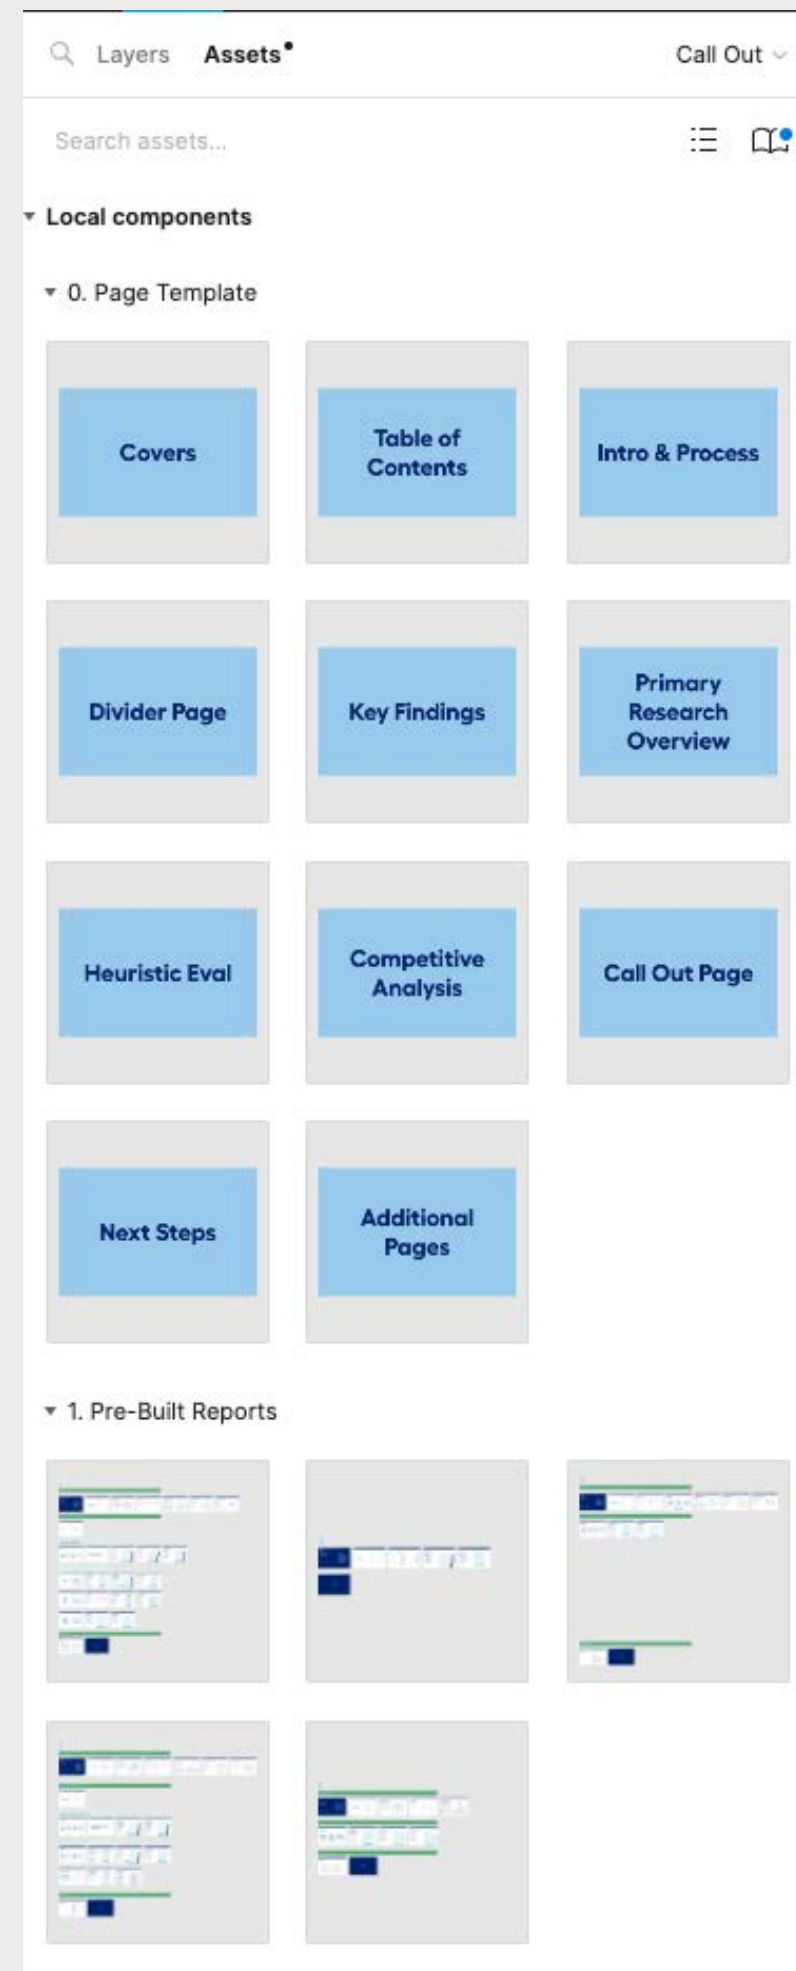 Layers Assets Call Out
Search assets...
Local components
0. Page Template
Covers
Table of
Contents
Intro & Process
Divider Page
Key Findings
Primary
Research
Overview
Heuristic Eval
Competitive
Analysis
Call Out Page
Next Steps
Additional
Pages
1. Pre-Built Reports